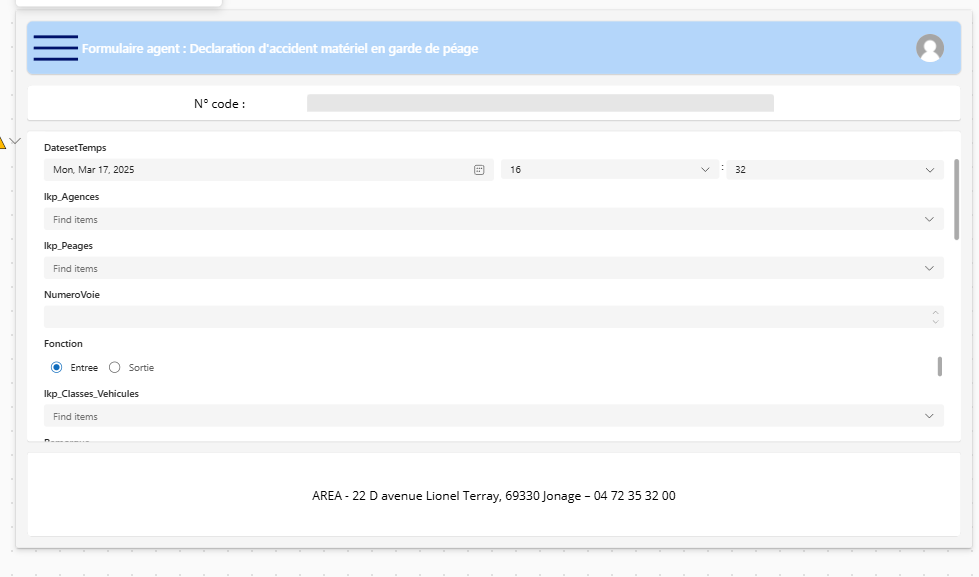 Formulaire agent : Declaration d'accident matériel en garde de péage
N° code :
DatesetTemps
Mon, Mar 17, 2025
16
:
32
lkp_Agences
Find items
lkp_Peages
Find items
NumeroVoie
Fonction
Entree
Sortie
lkp_Classes_Vehicules
Find items
AREA - 22 D avenue Lionel Terray, 69330 Jonage – 04 72 35 32 00